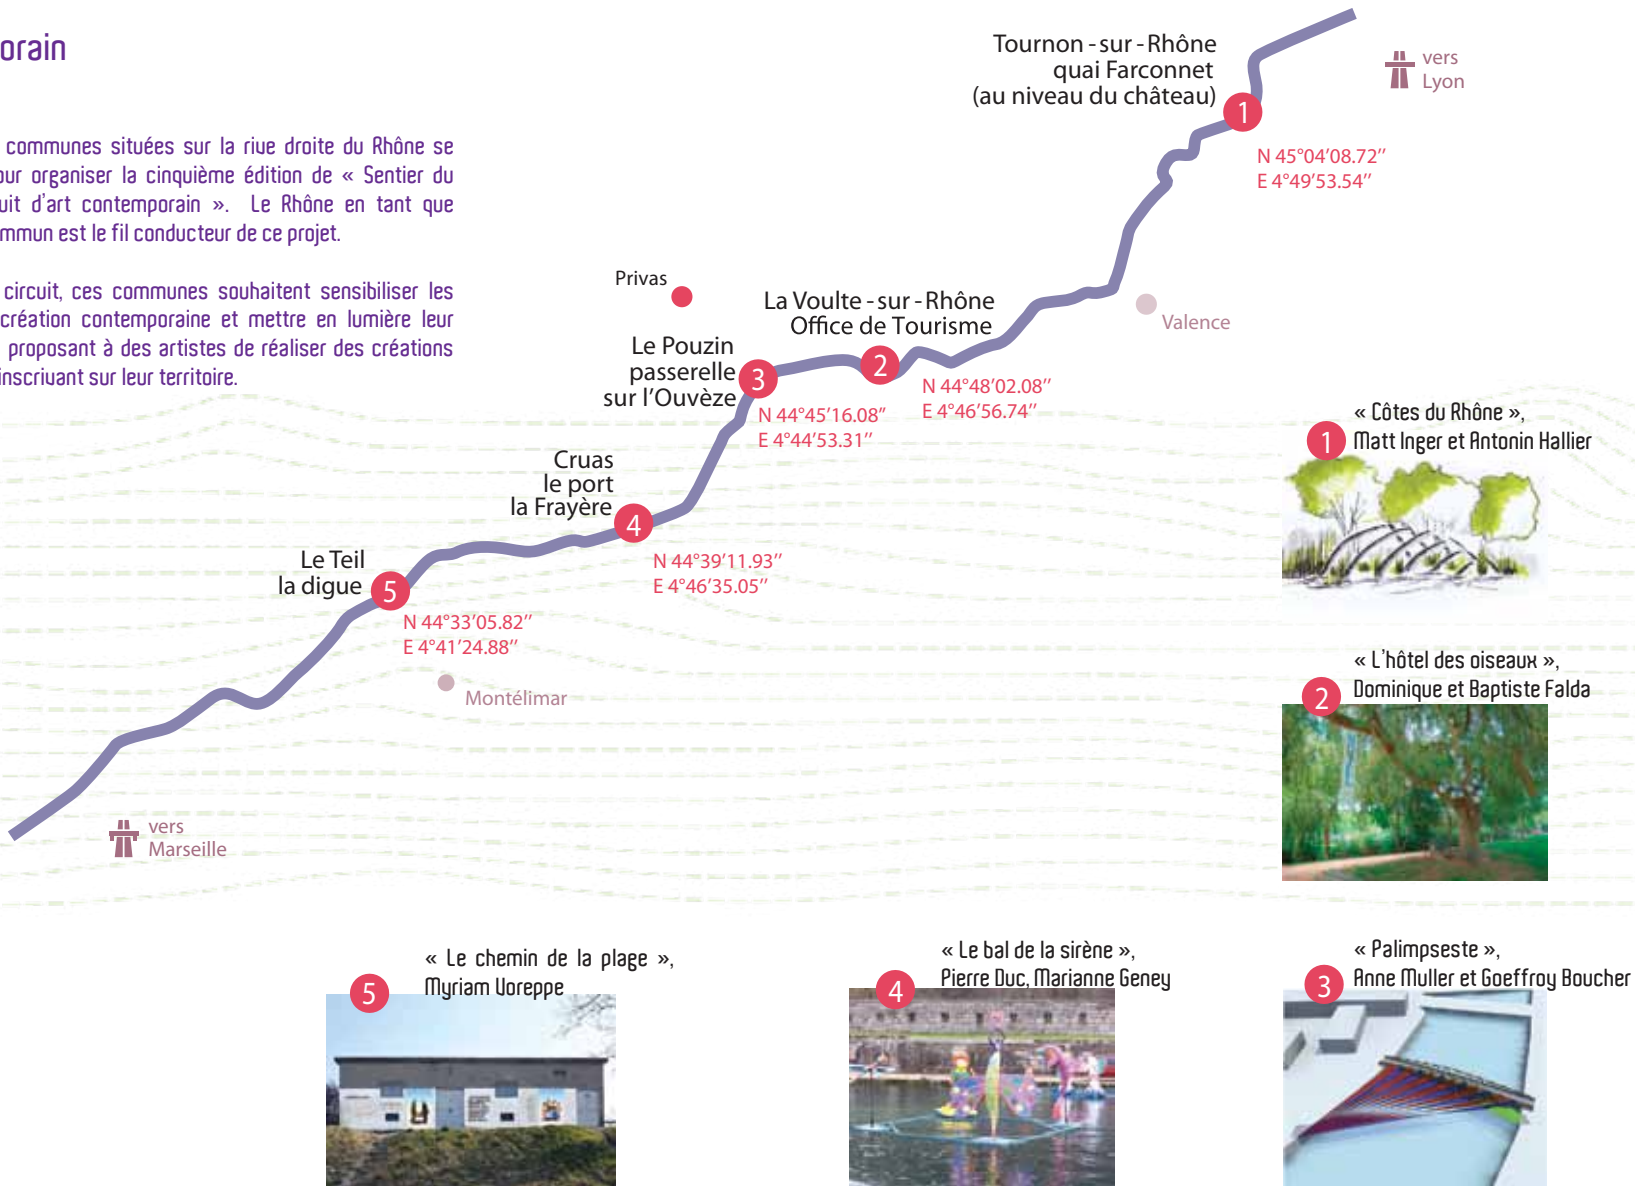 orain
communes situées sur la rive droite du Rhône se
our organiser la cinquième édition de « Sentier du
uit d'art contemporain ». Le Rhône en tant que
mmun est le fil conducteur de ce projet.
circuit, ces communes souhaitent sensibiliser les
création contemporaine et mettre en lumière leur
proposant à des artistes de réaliser des créations
inscrivant sur leur territoire.
Tournon-sur-Rhône
quai Farconnet
(au niveau du château)
1
N 45°04'08.72''
E 4°49'53.54''
vers
Lyon
Privas
Valence
La Voulte-sur-Rhône
Office de Tourisme
2
N 44°48'02.08''
E 4°46'56.74''
Le Pouzin
passerelle
sur l'Ouvèze
3
N 44°45'16.08"
E 4°44'53.31''
Cruas
le port
la Frayère
4
N 44°39'11.93''
E 4°46'35.05''
Le Teil
la digue
5
N 44°33'05.82''
E 4°41'24.88''
Montélimar
vers
Marseille
« Côtes du Rhône »,
1
Matt Inger et Antonin Hallier
« L'hôtel des oiseaux »,
2
Dominique et Baptiste Falda
« Palimpseste »,
3
Anne Muller et Goeffroy Boucher
« Le bal de la sirène »,
4
Pierre Duc, Marianne Geney
« Le chemin de la plage »,
5
Myriam Voreppe